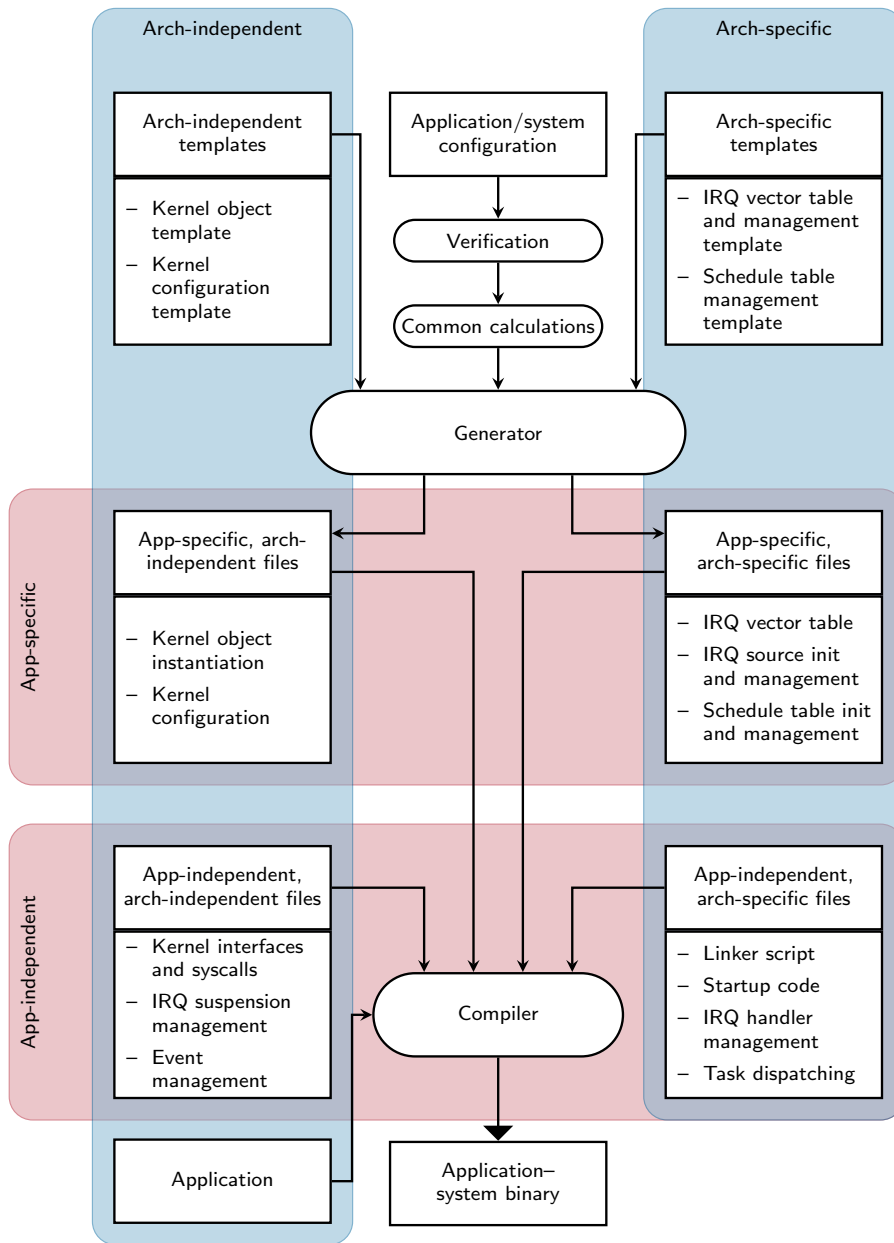 Arch-independent
Arch-specific
Arch-independent
templates
– Kernel object
template
– Kernel
configuration
template
Application/system
configuration
Verification
Common calculations
Arch-specific
templates
– IRQ vector table
and management
template
– Schedule table
management
template
Generator
App-specific
App-specific, arch-
independent files
– Kernel object
instantiation
– Kernel
configuration
App-specific,
arch-specific files
– IRQ vector table
– IRQ source init
and management
– Schedule table init
and management
App-independent
App-independent,
arch-independent files
– Kernel interfaces
and syscalls
– IRQ suspension
management
– Event
management
Compiler
App-independent,
arch-specific files
– Linker script
– Startup code
– IRQ handler
management
– Task dispatching
Application
Application–
system binary